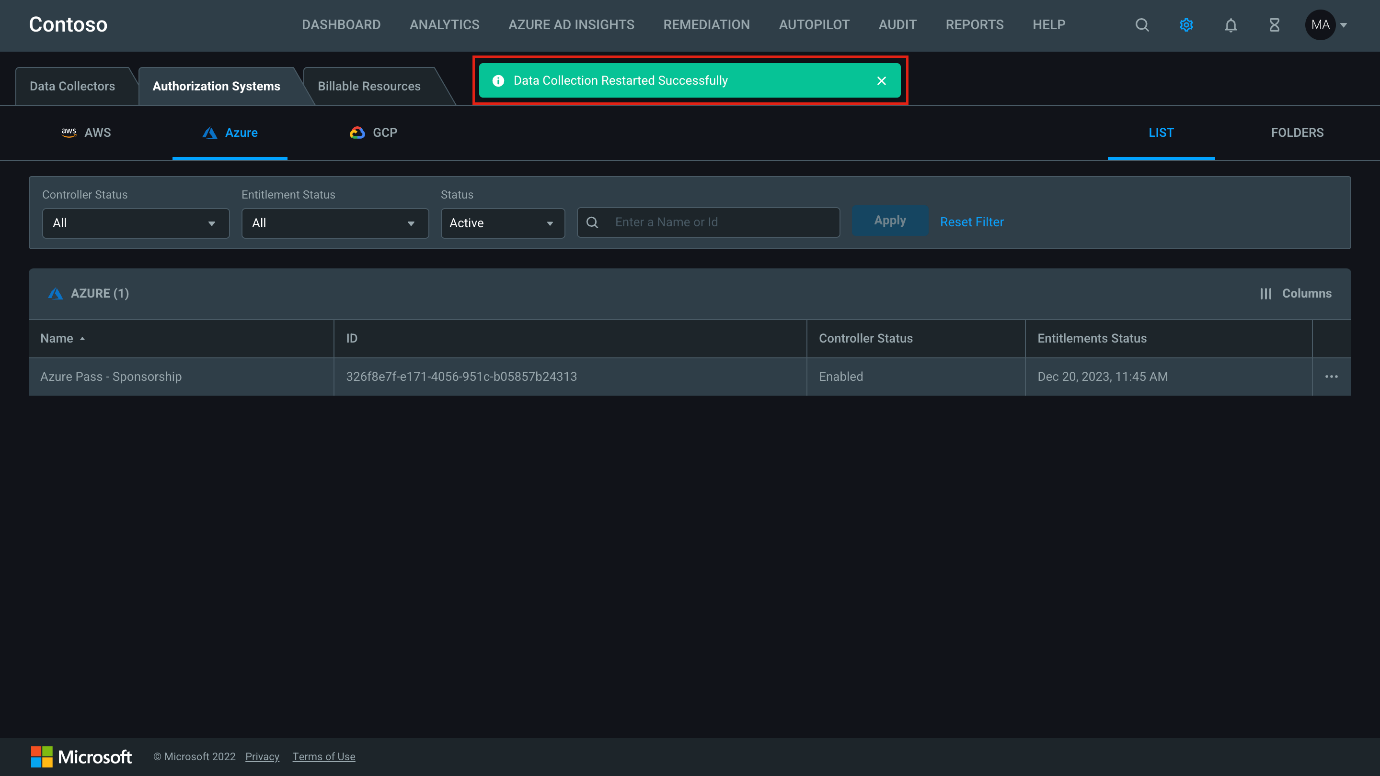 Contoso
DASHBOARD ANALYTICS AZURE AD INSIGHTS REMEDIATION AUTOPILOT AUDIT REPORTS HELP MA
Data Collectors Authorization Systems Billable Resources
Data Collection Restarted Successfully
aws AWS Azure GCP LIST FOLDERS
Controller Status Entitlement Status Status
All All Active Enter a Name or Id Apply Reset Filter
AZURE (1) Columns
Name ID Controller Status Entitlements Status
Azure Pass - Sponsorship 326f8e7f-e171-4056-951c-b05857b24313 Enabled Dec 20, 2023, 11:45 AM
Microsoft © Microsoft 2022 Privacy Terms of Use